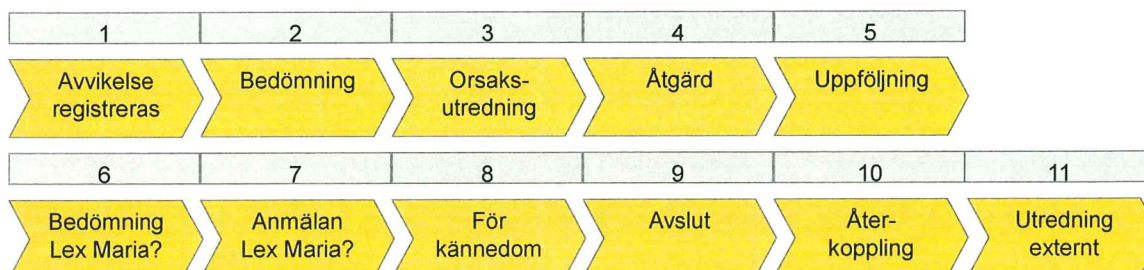 1 2 3 4 5
Avvikelse registreras
Bedömning
Orsaks-
utredning
Åtgärd
Uppföljning
6 7 8 9 10 11
Bedömning
Lex Maria?
Anmälan
Lex Maria?
För
kännedom
Avslut
Åter-
koppling
Utredning
externt